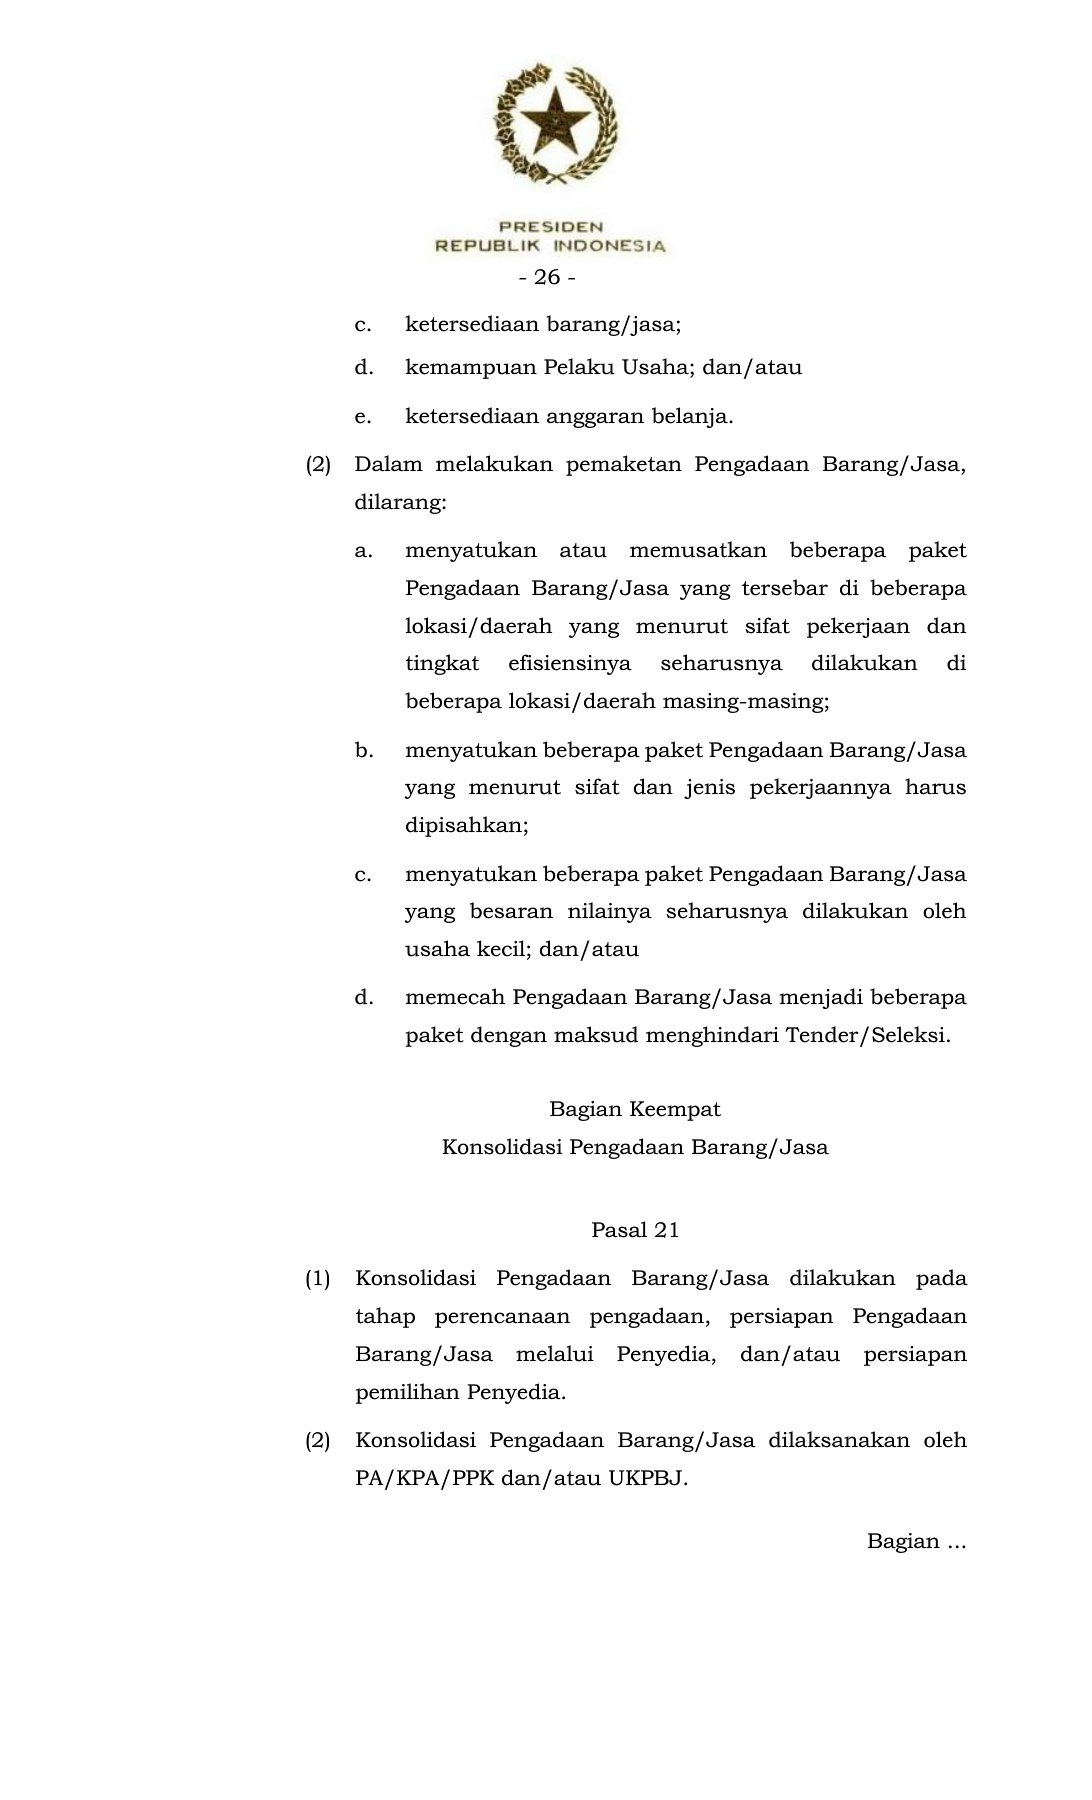 PRESIDEN
REPUBLIK INDONESIA
- 26 -
c. ketersediaan barang/jasa;
d. kemampuan Pelaku Usaha; dan/atau
e. ketersediaan anggaran belanja.
(2) Dalam melakukan pemaketan Pengadaan Barang/Jasa,
dilarang:
a. menyatukan atau memusatkan beberapa paket
Pengadaan Barang/Jasa yang tersebar di beberapa
lokasi/daerah yang menurut sifat pekerjaan dan
tingkat efisiensinya seharusnya dilakukan di
beberapa lokasi/daerah masing-masing;
b. menyatukan beberapa paket Pengadaan Barang/Jasa
yang menurut sifat dan jenis pekerjaannya harus
dipisahkan;
c. menyatukan beberapa paket Pengadaan Barang/Jasa
yang besaran nilainya seharusnya dilakukan oleh
usaha kecil; dan/atau
d. memecah Pengadaan Barang/Jasa menjadi beberapa
paket dengan maksud menghindari Tender/Seleksi.
Bagian Keempat
Konsolidasi Pengadaan Barang/Jasa
Pasal 21
(1) Konsolidasi Pengadaan Barang/Jasa dilakukan pada
tahap perencanaan pengadaan, persiapan Pengadaan
Barang/Jasa melalui Penyedia, dan/atau persiapan
pemilihan Penyedia.
(2) Konsolidasi Pengadaan Barang/Jasa dilaksanakan oleh
PA/KPA/PPK dan/atau UKPBJ.
Bagian ...